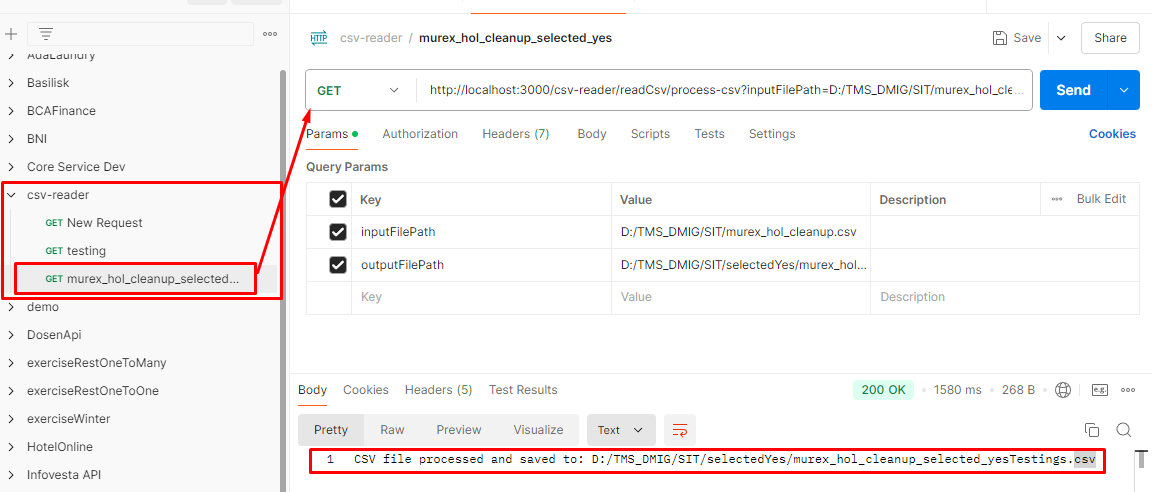 AdaLaundry
Basilisk
BCAFinance
BNI
Core Service Dev
csv-reader
GET New Request
GET testing
GET murex_hol_cleanup_selected...
demo
DosenApi
exerciseRestOneToMany
exerciseRestOneToOne
exerciseWinter
HotelOnline
Infovesta API
HTTP csv-reader / murex_hol_cleanup_selected_yes
Save
Share
GET
http://localhost:3000/csv-reader/readCsv/process-csv?inputFilePath=D:/TMS_DMIG/SIT/murex_hol_cle...
Send
Params Authorization Headers (7) Body Scripts Tests Settings Cookies
Query Params
Key Value Description Bulk Edit
inputFilePath D:/TMS_DMIG/SIT/murex_hol_cleanup.csv
outputFilePath D:/TMS_DMIG/SIT/selectedYes/murex_hol...
Key Value Description
Body Cookies Headers (5) Test Results 200 OK 1580 ms 268 B e.g.
Pretty Raw Preview Visualize Text
1 CSV file processed and saved to: D:/TMS_DMIG/SIT/selectedYes/murex_hol_cleanup_selected_yesTestings.csv